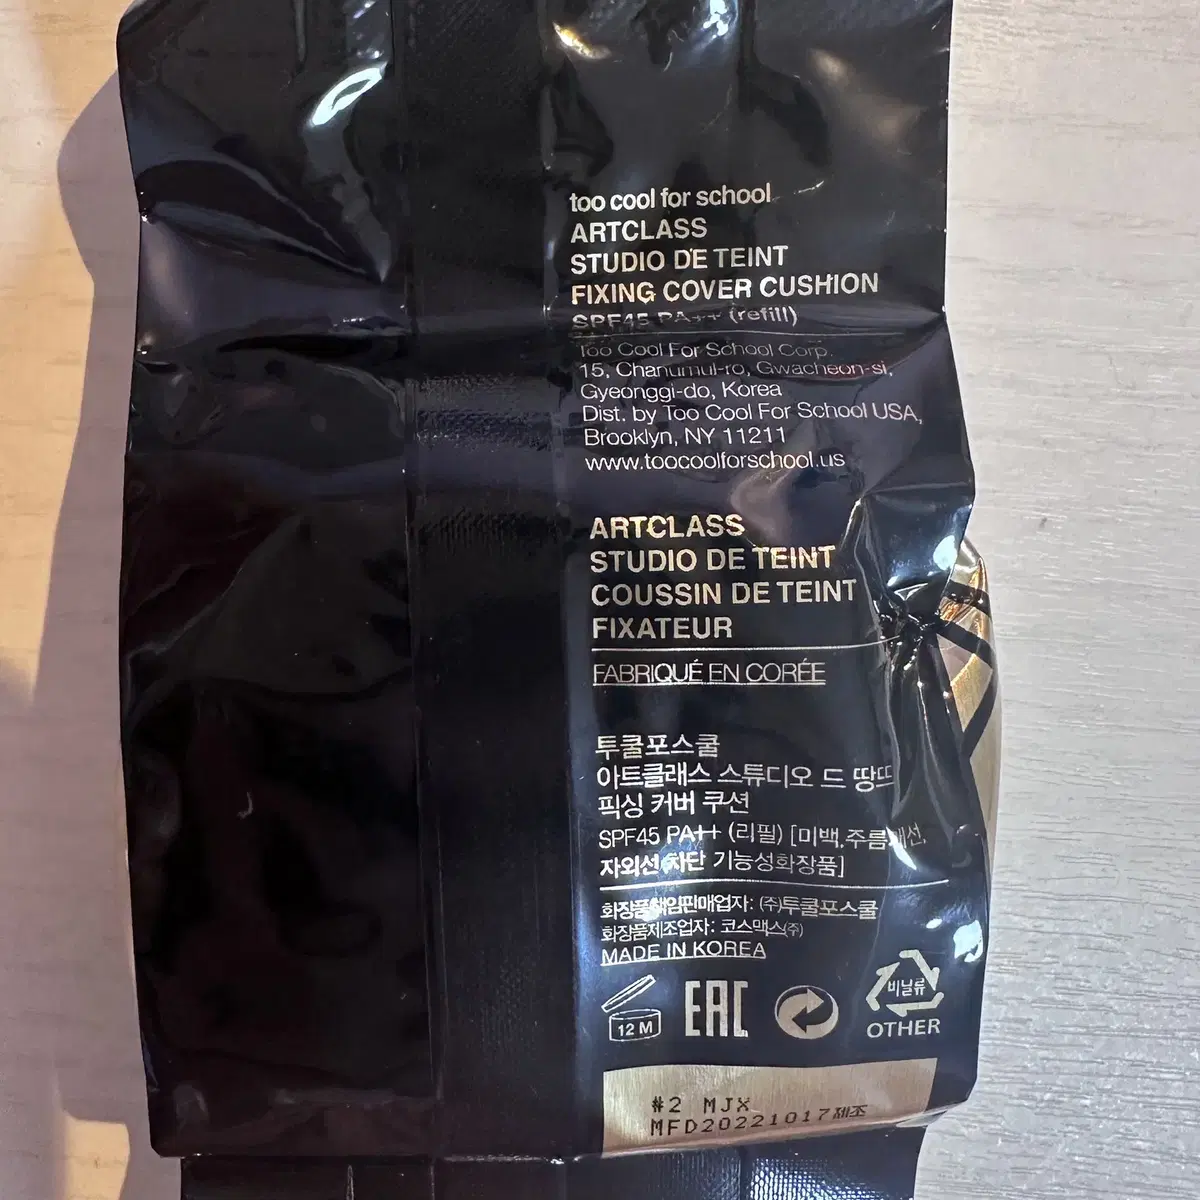 too cool for school
ARTCLASS
STUDIO DE TEINT
FIXING COVER CUSHION
SPF45 PA++ (refill)
Too Cool For School Corp.
15, Chanumul-ro, Gwacheon-si,
Gyeonggi-do, Korea
Dist. by Too Cool For School USA,
Brooklyn, NY 11211
www.toocoolforschool.us
ARTCLASS
STUDIO DE TEINT
COUSSIN DE TEINT
FIXATEUR
FABRIQUÉ EN CORÉE
투쿨포스쿨
아트클래스 스튜디오 드 땅뜨
픽싱 커버 쿠션
SPF45 PA++ (리필) [미백,주름개선,
자외선 차단 기능성화장품]
화장품책임판매업자: (주)투쿨포스쿨
화장품제조업자: 코스맥스(주)
MADE IN KOREA
12 M
EAC
비닐류
OTHER
#2 MJX
MFD20221017제조